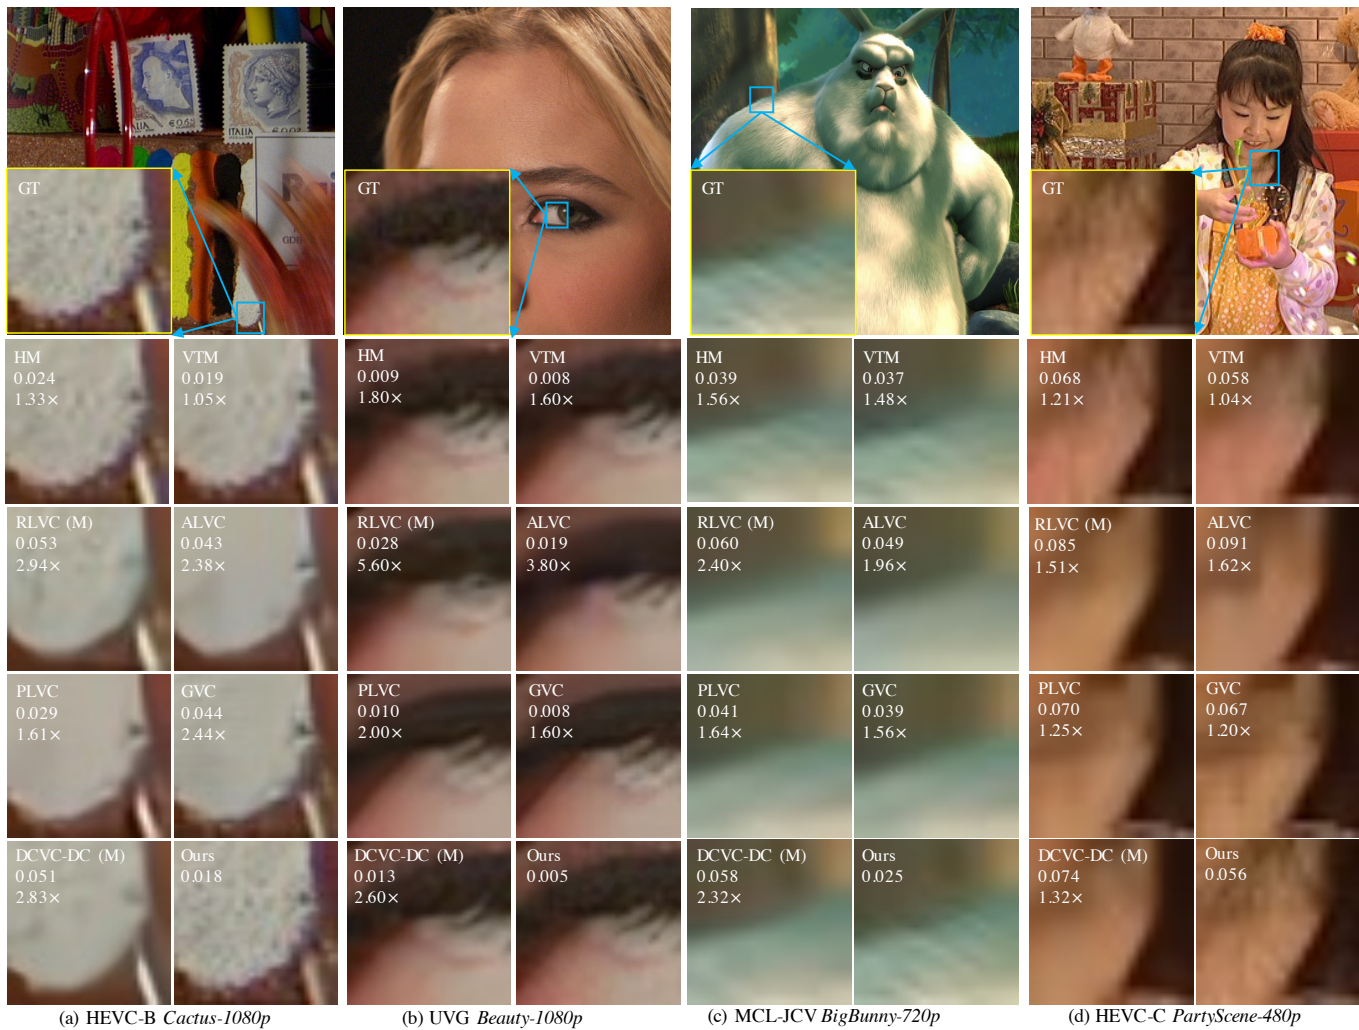 ITALIA
€0.65
ITALIA
GT
GT
GT
GT
HM
0.024
1.33×
VTM
0.019
1.05×
HM
0.009
1.80×
VTM
0.008
1.60×
HM
0.039
1.56×
VTM
0.037
1.48×
HM
0.068
1.21×
VTM
0.058
1.04×
RLVC (M)
0.053
2.94×
ALVC
0.043
2.38×
RLVC (M)
0.028
5.60×
ALVC
0.019
3.80×
RLVC (M)
0.060
2.40×
ALVC
0.049
1.96×
RLVC (M)
0.085
1.51×
ALVC
0.091
1.62×
PLVC
0.029
1.61×
GVC
0.044
2.44×
PLVC
0.010
2.00×
GVC
0.008
1.60×
PLVC
0.041
1.64×
GVC
0.039
1.56×
PLVC
0.070
1.25×
GVC
0.067
1.20×
DCVC-DC (M)
0.051
2.83×
Ours
0.018
DCVC-DC (M)
0.013
2.60×
Ours
0.005
DCVC-DC (M)
0.058
2.32×
Ours
0.025
DCVC-DC (M)
0.074
1.32×
Ours
0.056
(a) HEVC-B Cactus-1080p
(b) UVG Beauty-1080p
(c) MCL-JCV BigBunny-720p
(d) HEVC-C PartyScene-480p